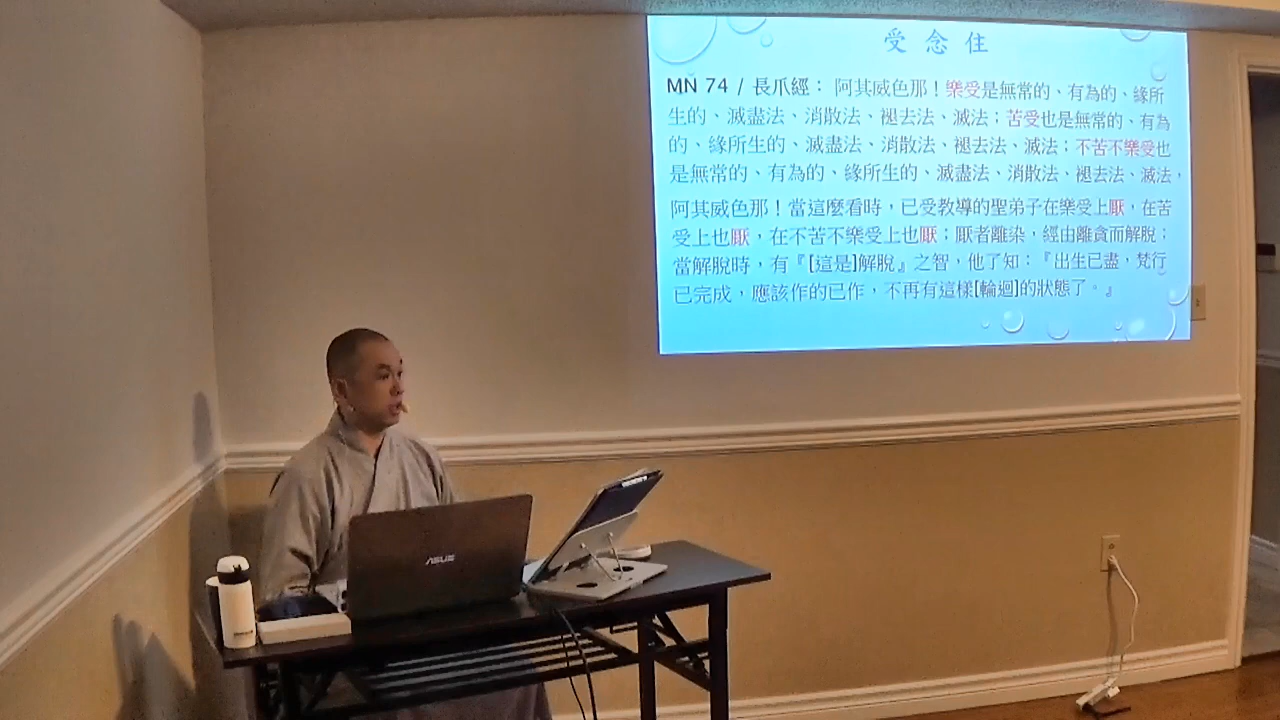 受念住
MN 74 / 長爪經： 阿其威色那！樂受是無常的、有為的、緣所
生的、滅盡法、消散法、褪去法、滅法；苦受也是無常的、有為
的、緣所生的、滅盡法、消散法、褪去法、滅法；不苦不樂受也
是無常的、有為的、緣所生的、滅盡法、消散法、褪去法、滅法，
阿其威色那！當這麼看時，已受教導的聖弟子在樂受上厭，在苦
受上也厭，在不苦不樂受上也厭；厭者離染，經由離貪而解脫；
當解脫時，有『[這是]解脫』之智，他了知：『出生已盡，梵行
已完成，應該作的已作，不再有這樣[輪迴]的狀態了。』
ASUS